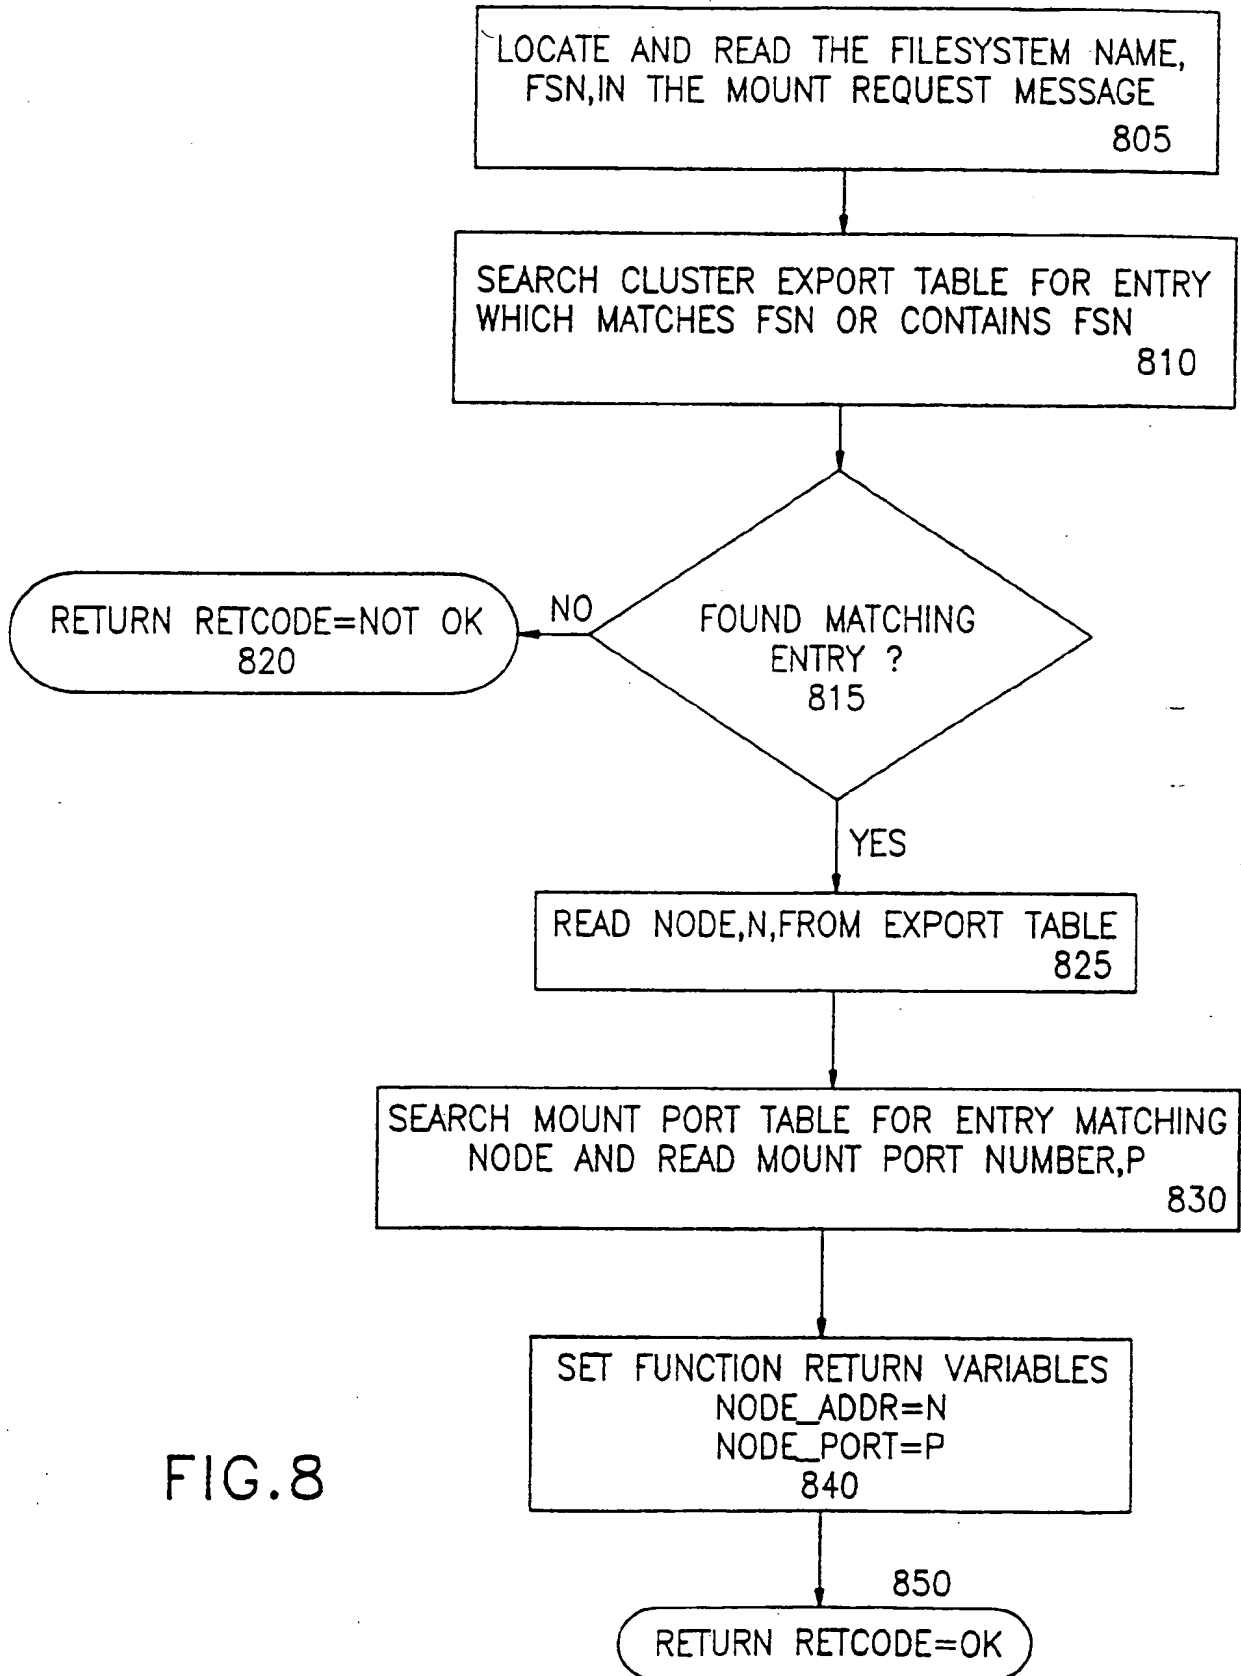 LOCATE AND READ THE FILESYSTEM NAME,
FSN,IN THE MOUNT REQUEST MESSAGE
805
SEARCH CLUSTER EXPORT TABLE FOR ENTRY
WHICH MATCHES FSN OR CONTAINS FSN
810
FOUND MATCHING
ENTRY ?
815
NO
RETURN RETCODE=NOT OK
820
YES
READ NODE,N,FROM EXPORT TABLE
825
SEARCH MOUNT PORT TABLE FOR ENTRY MATCHING
NODE AND READ MOUNT PORT NUMBER,P
830
SET FUNCTION RETURN VARIABLES
NODE_ADDR=N
NODE_PORT=P
840
850
RETURN RETCODE=OK
FIG.8